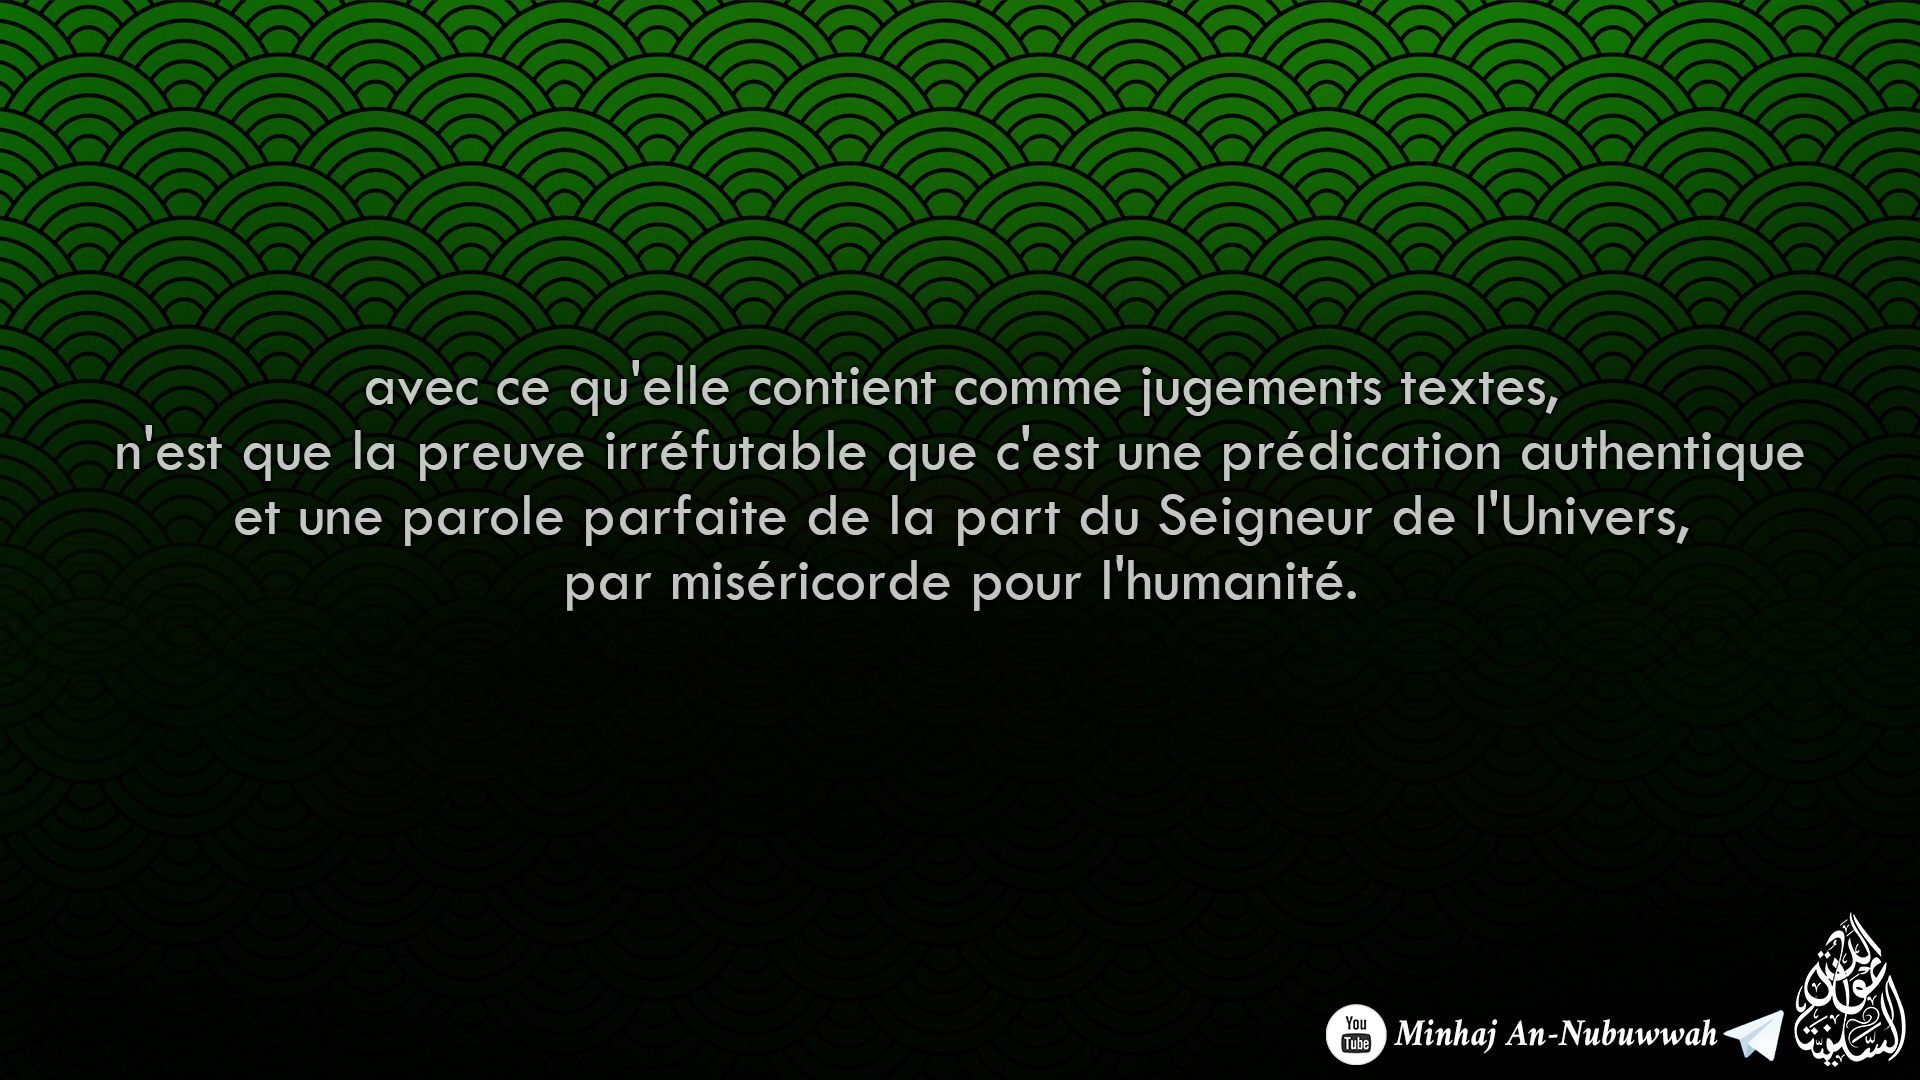 avec ce qu'elle contient comme jugements textes,
n'est que la preuve irréfutable que c'est une prédication authentique
et une parole parfaite de la part du Seigneur de l'Univers,
par miséricorde pour l'humanité.
You
Tube
Minhaj An-Nubuwwah